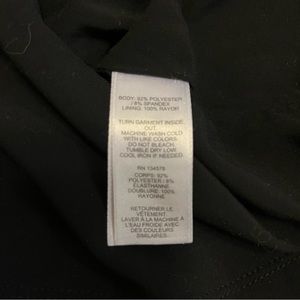 BODY: 92% POLYESTER
/ 8% SPANDEX
LINING: 100% RAYON
TURN GARMENT INSIDE
OUT.
MACHINE WASH COLD
WITH LIKE COLORS.
DO NOT BLEACH.
TUMBLE DRY LOW.
COOL IRON IF NEEDED.
RN 134575
CORPS: 92%
POLYESTER / 8%
ELASTHANNE
DOUBLURE: 100%
RAYONNE
RETOURNER LE
VÊTEMENT.
LAVER À LA MACHINE À
L'EAU FROIDE AVEC
DES COULEURS
SIMILAIRES.